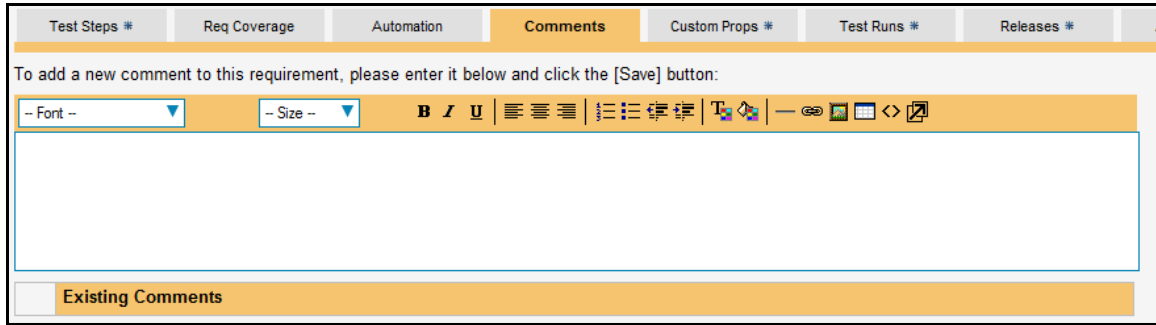 Test Steps * Req Coverage Automation Comments Custom Props * Test Runs * Releases *
To add a new comment to this requirement, please enter it below and click the [Save] button:
-- Font -- -- Size -- B I U
Existing Comments